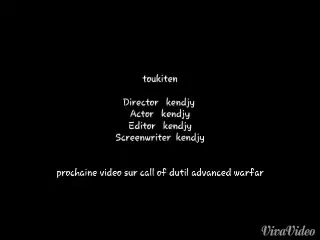 toukiten
Director kendjy
Actor kendjy
Editor kendjy
Screenwriter kendjy
prochaine video sur call of dutil advanced warfar
VivaVideo